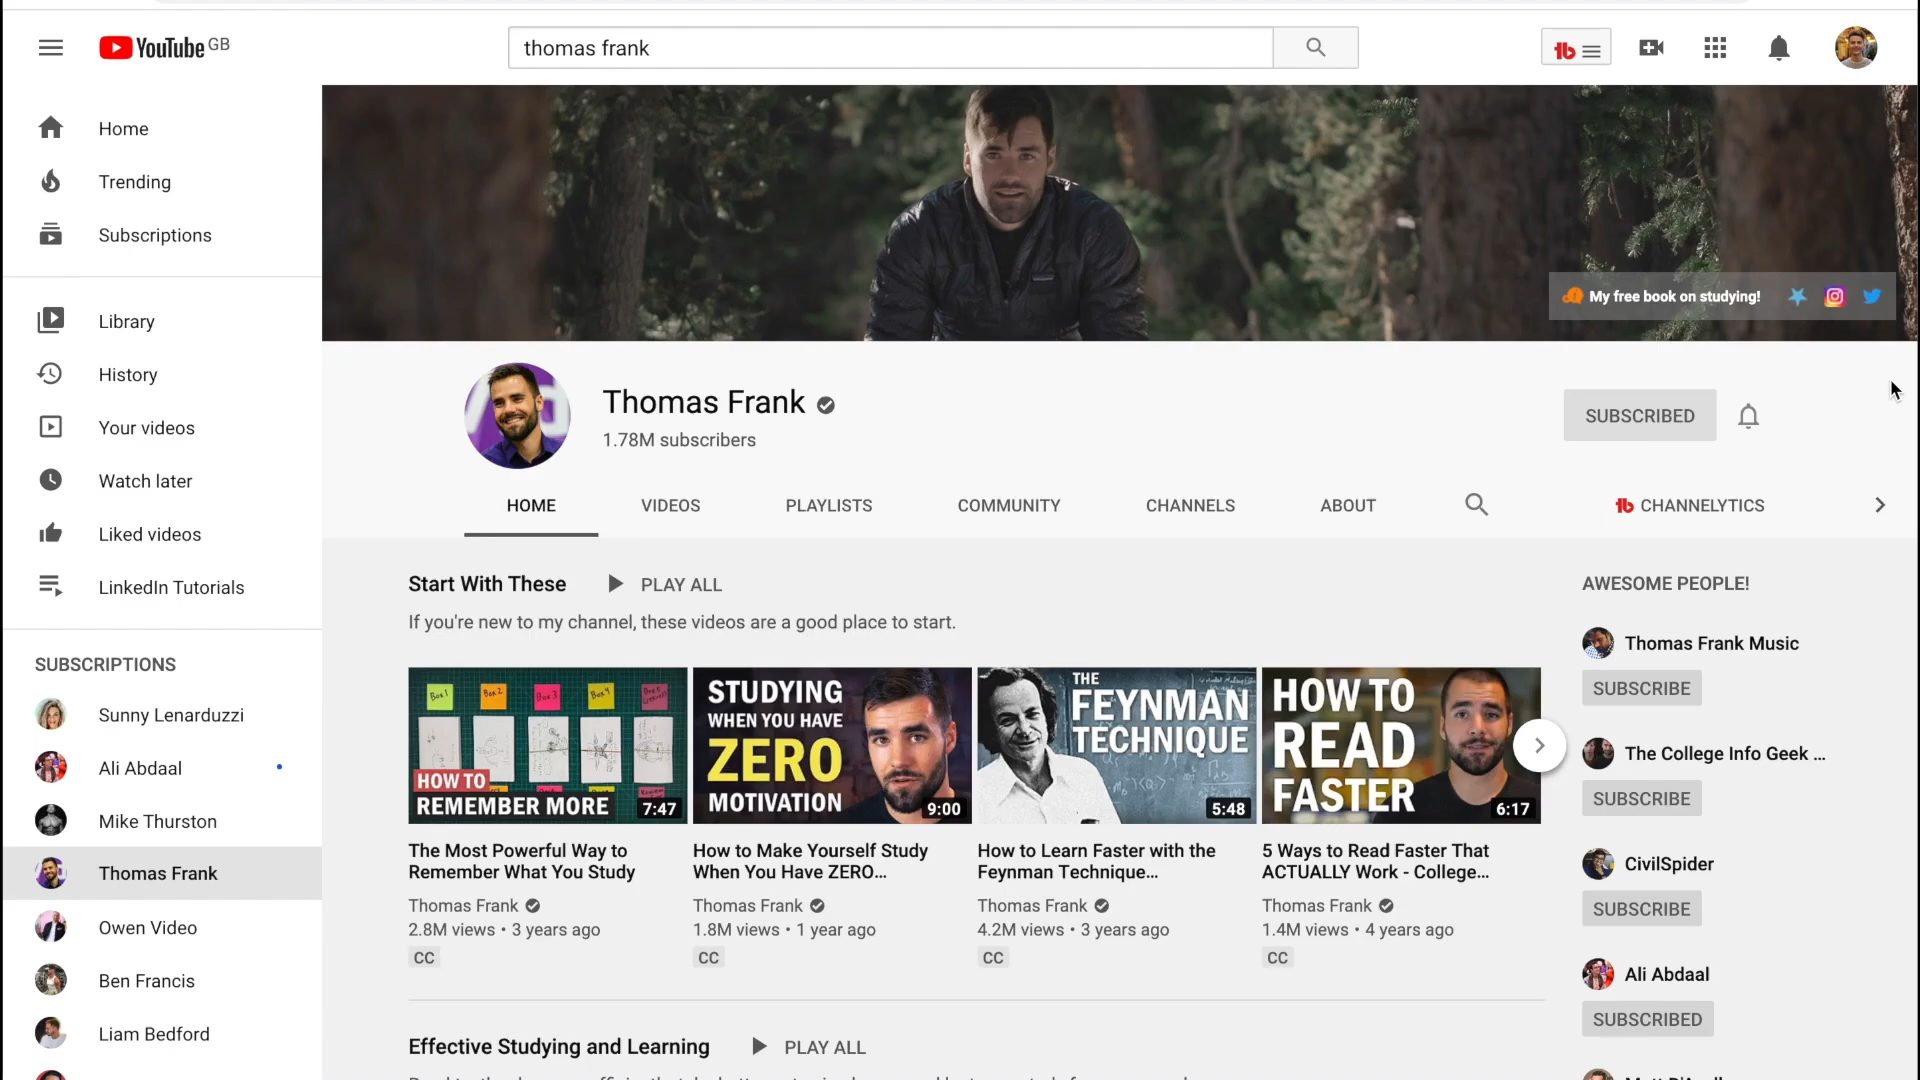 YouTube GB
thomas frank
Home
Trending
Subscriptions
Library
History
Your videos
Watch later
Liked videos
LinkedIn Tutorials
SUBSCRIPTIONS
Sunny Lenarduzzi
Ali Abdaal
Mike Thurston
Thomas Frank
Owen Video
Ben Francis
Liam Bedford
My free book on studying!
Thomas Frank
1.78M subscribers
SUBSCRIBED
HOME
VIDEOS
PLAYLISTS
COMMUNITY
CHANNELS
ABOUT
CHANNELYTICS
Start With These
PLAY ALL
If you're new to my channel, these videos are a good place to start.
Box 1
Box 2
Box 3
Box 4
HOW TO
REMEMBER MORE
7:47
The Most Powerful Way to
Remember What You Study
Thomas Frank
2.8M views • 3 years ago
CC
STUDYING
WHEN YOU HAVE
ZERO
MOTIVATION
9:00
How to Make Yourself Study
When You Have ZERO...
Thomas Frank
1.8M views • 1 year ago
CC
THE
FEYNMAN
TECHNIQUE
5:48
How to Learn Faster with the
Feynman Technique...
Thomas Frank
4.2M views • 3 years ago
CC
HOW TO
READ
FASTER
6:17
5 Ways to Read Faster That
ACTUALLY Work - College...
Thomas Frank
1.4M views • 4 years ago
CC
Effective Studying and Learning
PLAY ALL
AWESOME PEOPLE!
Thomas Frank Music
SUBSCRIBE
The College Info Geek ...
SUBSCRIBE
CivilSpider
SUBSCRIBE
Ali Abdaal
SUBSCRIBED